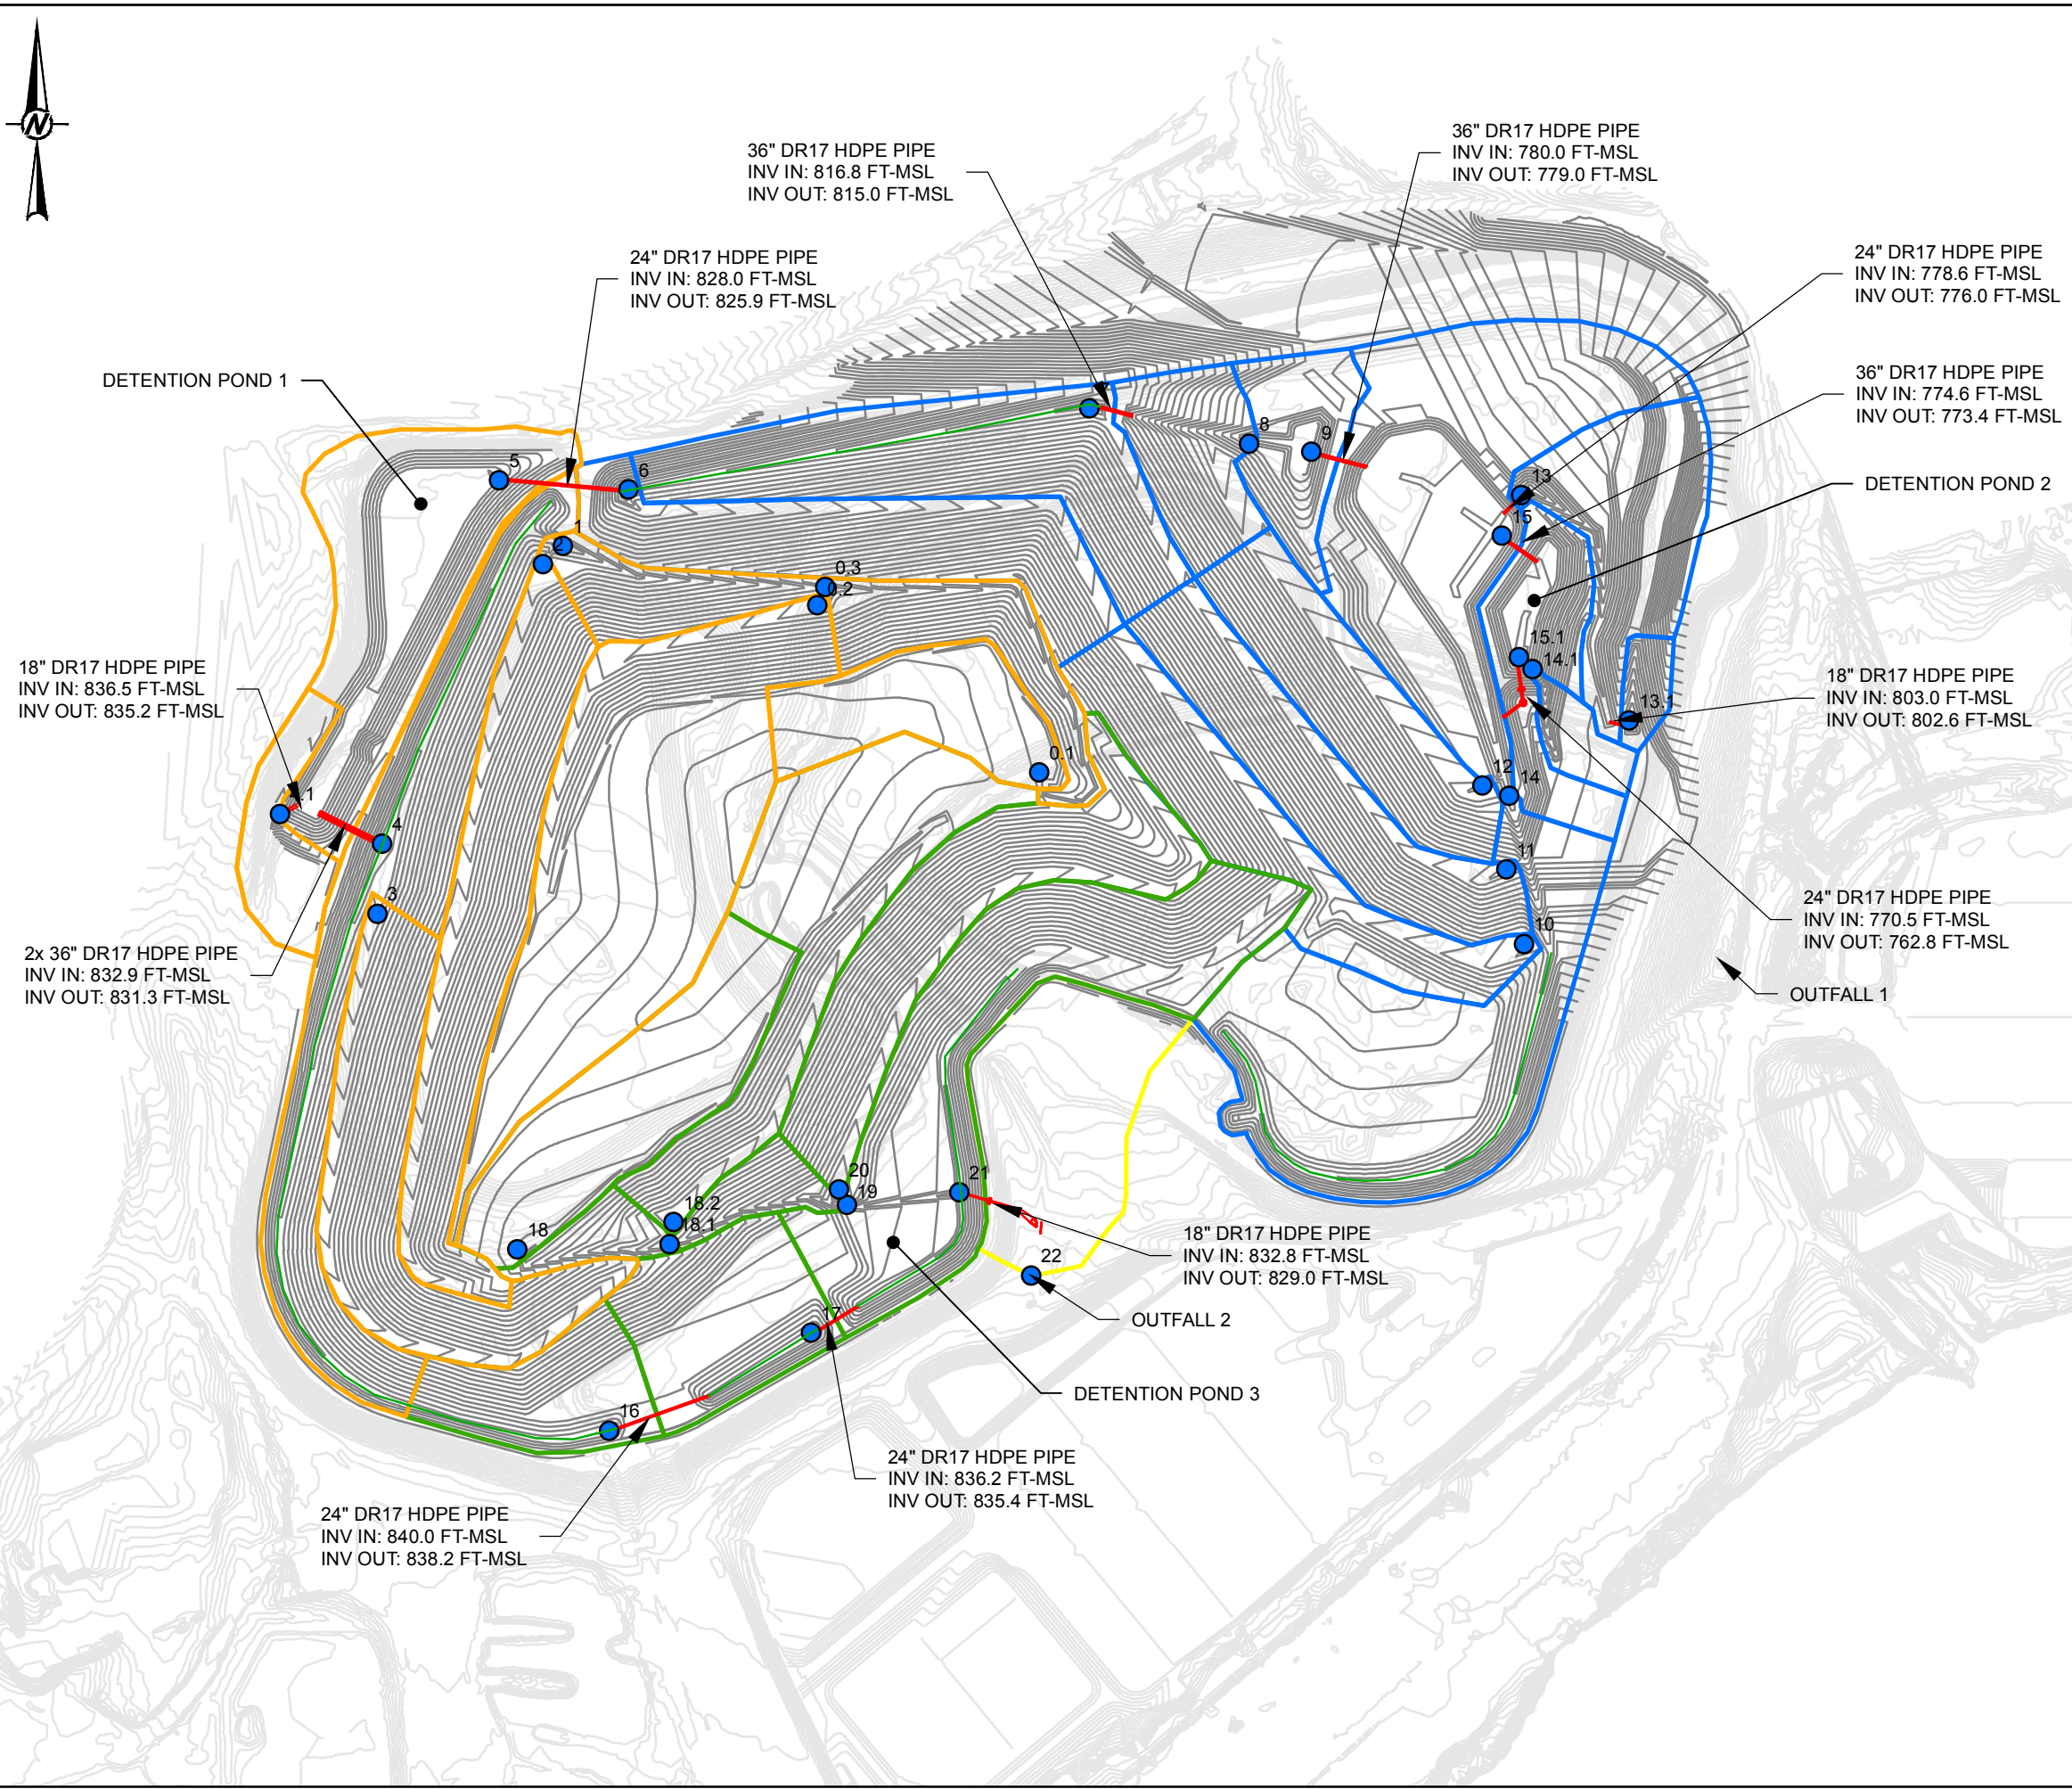 N
36" DR17 HDPE PIPE
INV IN: 780.0 FT-MSL
INV OUT: 779.0 FT-MSL
36" DR17 HDPE PIPE
INV IN: 816.8 FT-MSL
INV OUT: 815.0 FT-MSL
24" DR17 HDPE PIPE
INV IN: 828.0 FT-MSL
INV OUT: 825.9 FT-MSL
24" DR17 HDPE PIPE
INV IN: 778.6 FT-MSL
INV OUT: 776.0 FT-MSL
DETENTION POND 1
36" DR17 HDPE PIPE
INV IN: 774.6 FT-MSL
INV OUT: 773.4 FT-MSL
8
9
5
6
13
DETENTION POND 2
15
1
2
0.3
0.2
15.1
14.1
18" DR17 HDPE PIPE
INV IN: 836.5 FT-MSL
INV OUT: 835.2 FT-MSL
13.1
18" DR17 HDPE PIPE
INV IN: 803.0 FT-MSL
INV OUT: 802.6 FT-MSL
0.1
12
14
4
11
3
24" DR17 HDPE PIPE
INV IN: 770.5 FT-MSL
INV OUT: 762.8 FT-MSL
10
2x 36" DR17 HDPE PIPE
INV IN: 832.9 FT-MSL
INV OUT: 831.3 FT-MSL
OUTFALL 1
20
19
21
18.2
18.1
18
18" DR17 HDPE PIPE
INV IN: 832.8 FT-MSL
INV OUT: 829.0 FT-MSL
22
OUTFALL 2
17
DETENTION POND 3
16
24" DR17 HDPE PIPE
INV IN: 836.2 FT-MSL
INV OUT: 835.4 FT-MSL
24" DR17 HDPE PIPE
INV IN: 840.0 FT-MSL
INV OUT: 838.2 FT-MSL